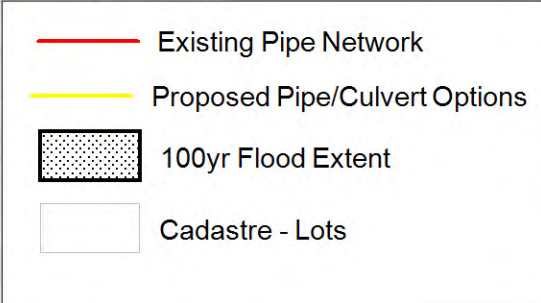 Existing Pipe Network
Proposed Pipe/Culvert Options
100yr Flood Extent
Cadastre - Lots